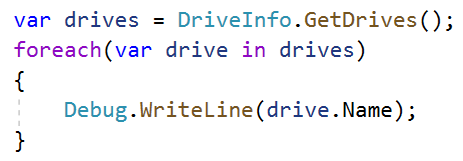 var drives = DriveInfo.GetDrives();
foreach(var drive in drives)
{
    Debug.WriteLine(drive.Name);
}